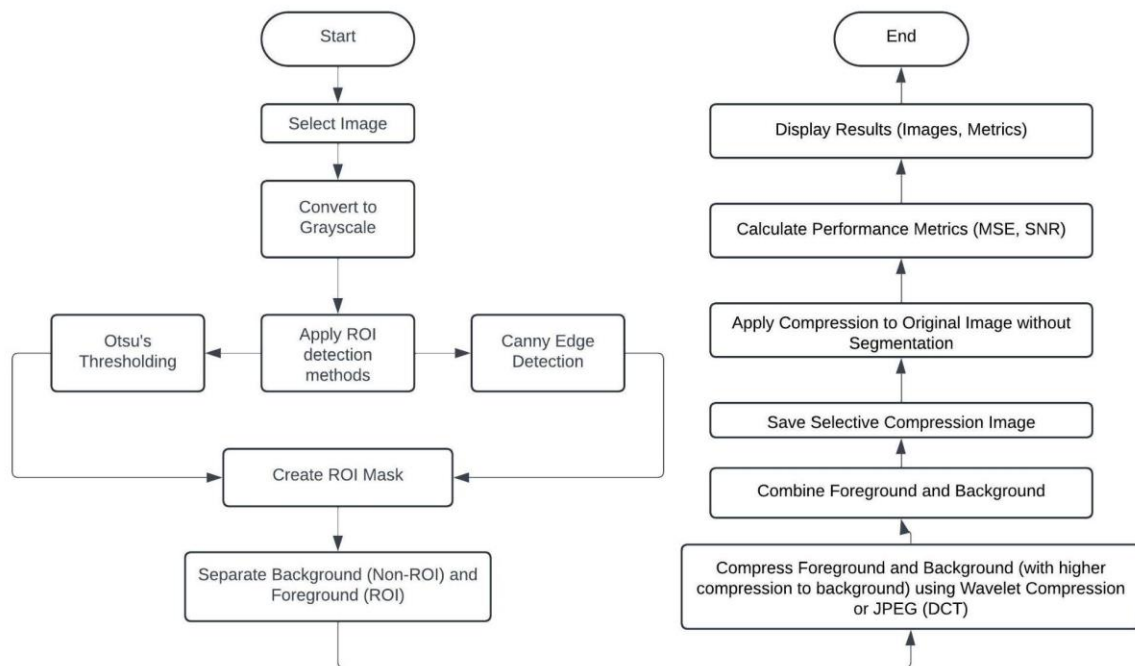 Start
Select Image
Convert to
Grayscale
Otsu's
Thresholding
Apply ROI
detection
methods
Canny Edge
Detection
Create ROI Mask
Separate Background (Non-ROI) and
Foreground (ROI)
Compress Foreground and Background (with higher
compression to background) using Wavelet Compression
or JPEG (DCT)
Combine Foreground and Background
Save Selective Compression Image
Apply Compression to Original Image without
Segmentation
Calculate Performance Metrics (MSE, SNR)
Display Results (Images, Metrics)
End